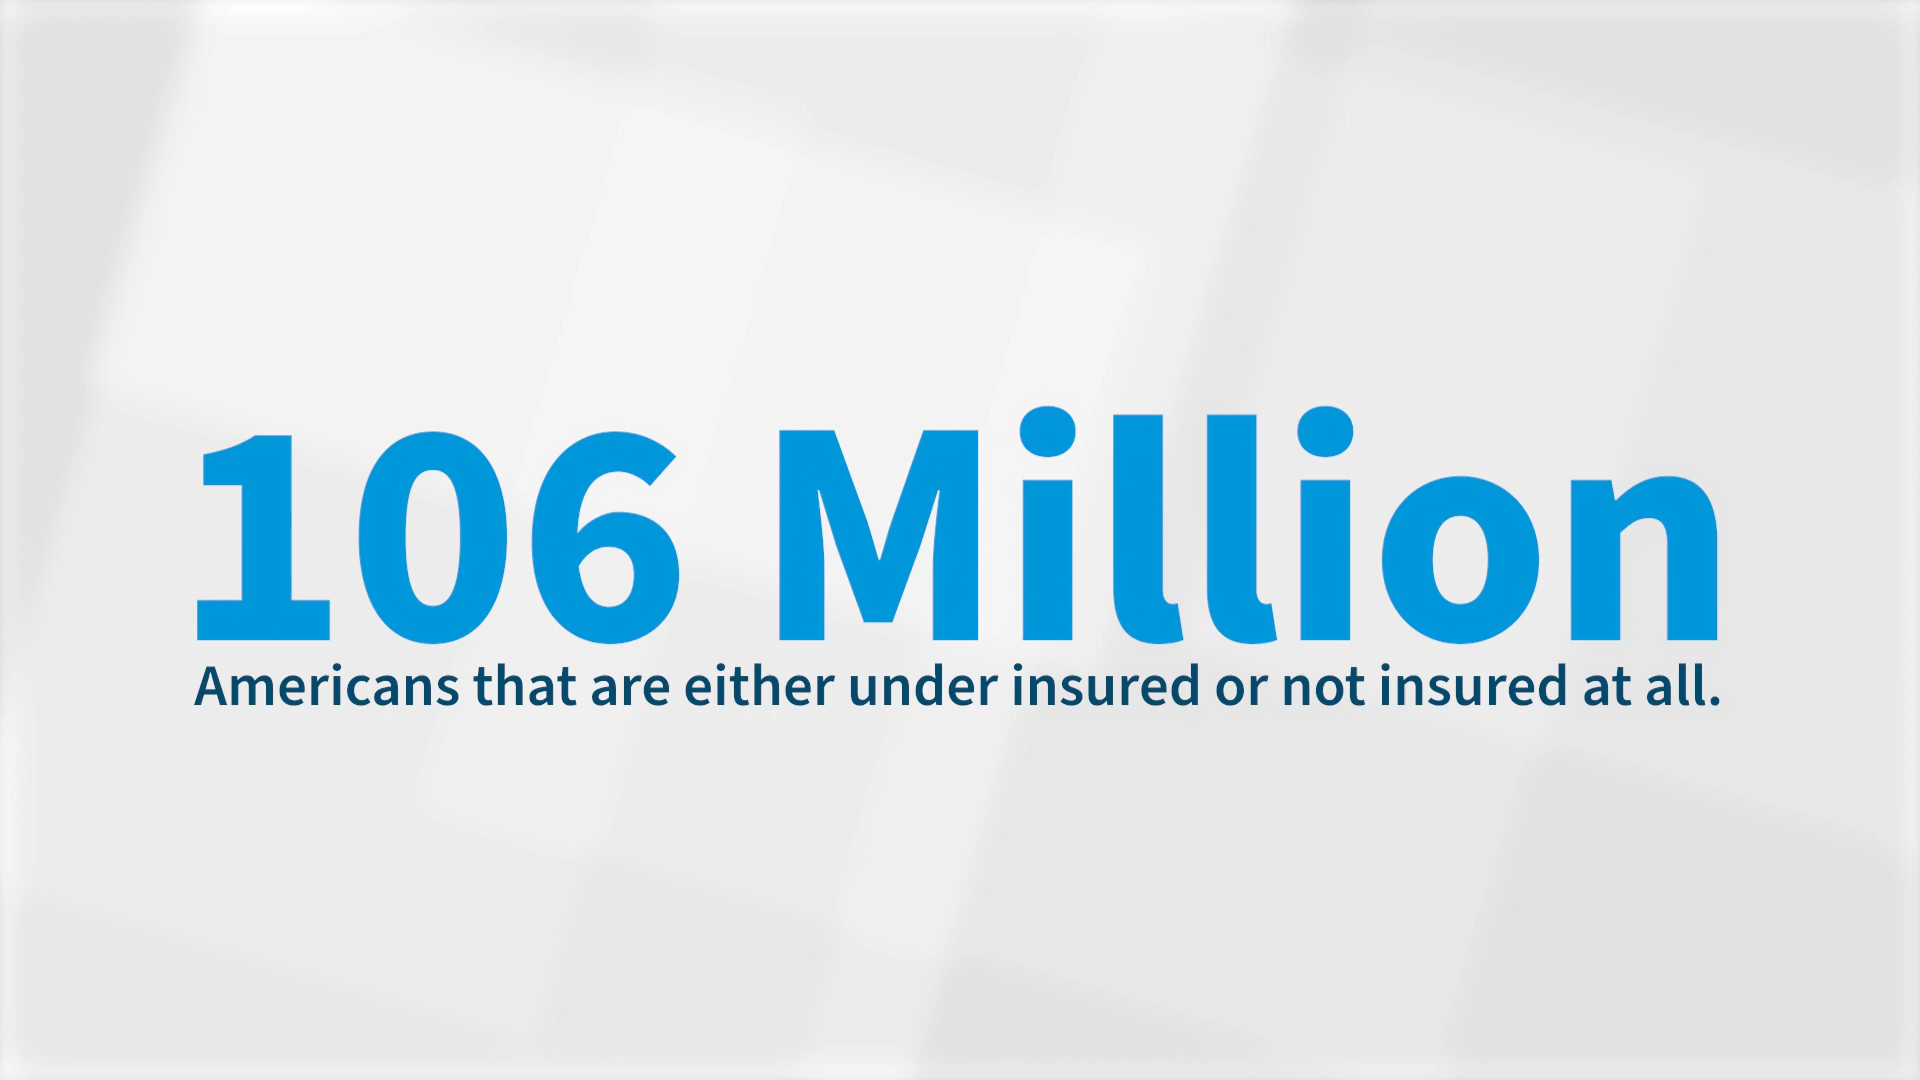 106 Million
Americans that are either under insured or not insured at all.